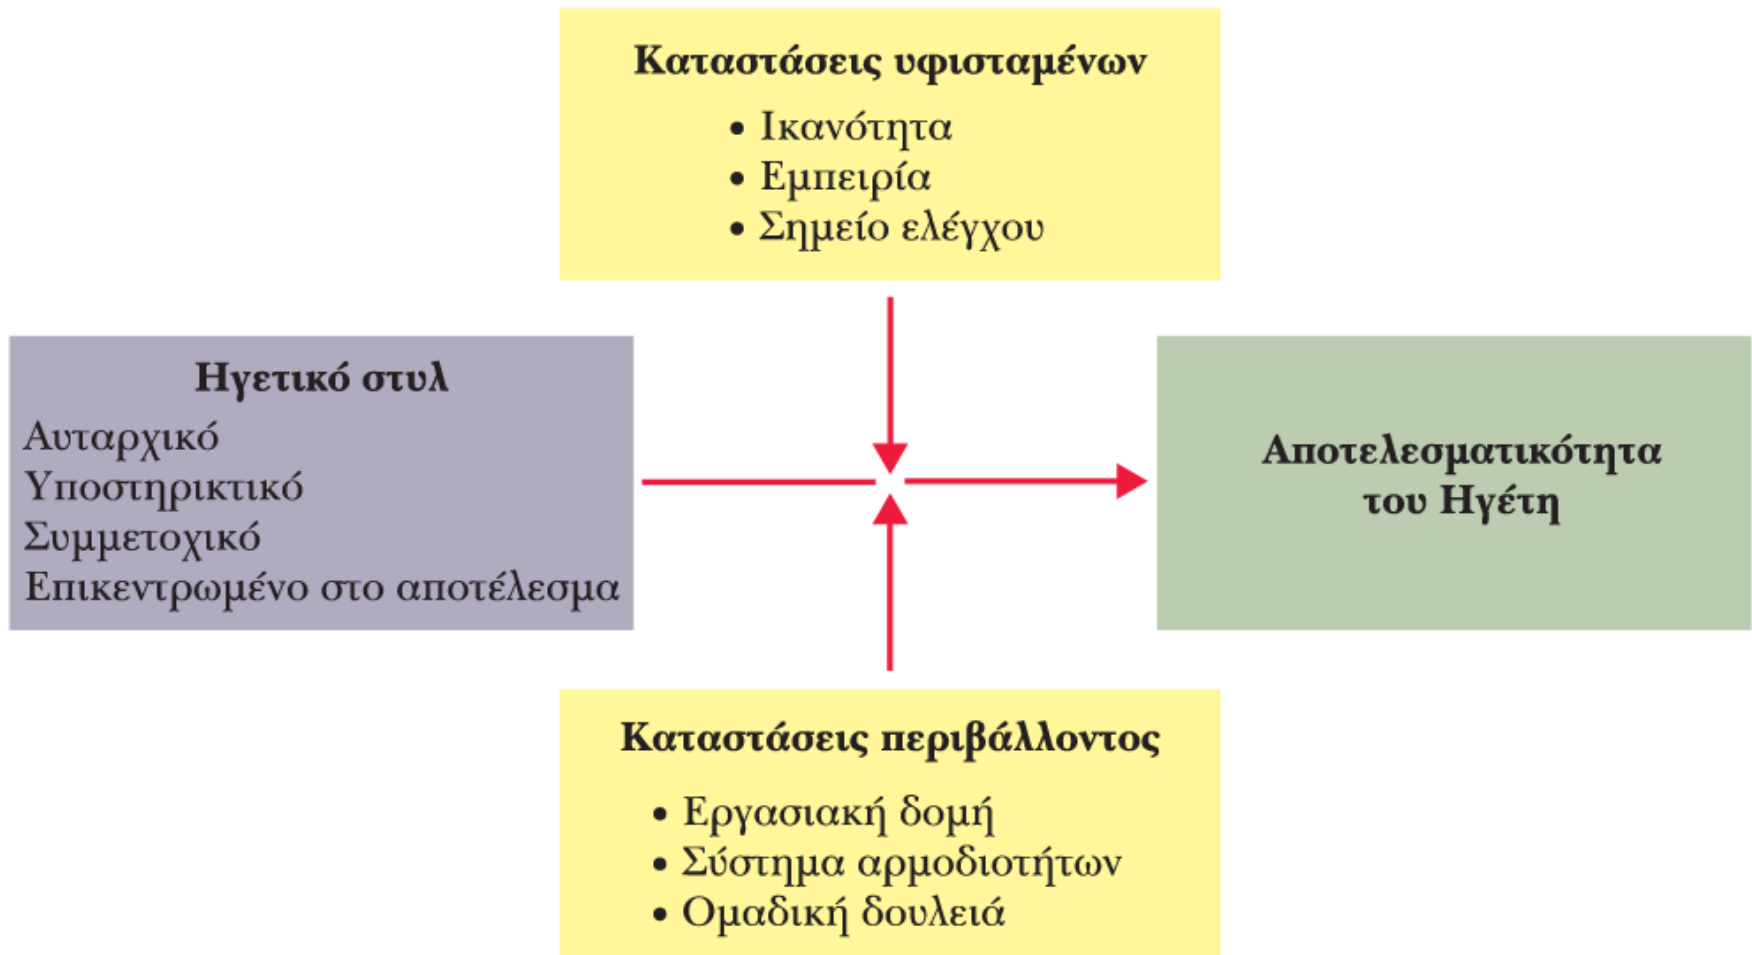 Καταστάσεις υφισταμένων
• Ικανότητα
• Εμπειρία
• Σημείο ελέγχου
Ηγετικό στυλ
Αυταρχικό
Υποστηρικτικό
Συμμετοχικό
Επικεντρωμένο στο αποτέλεσμα
Αποτελεσματικότητα
του Ηγέτη
Καταστάσεις περιβάλλοντος
• Εργασιακή δομή
• Σύστημα αρμοδιοτήτων
• Ομαδική δουλειά